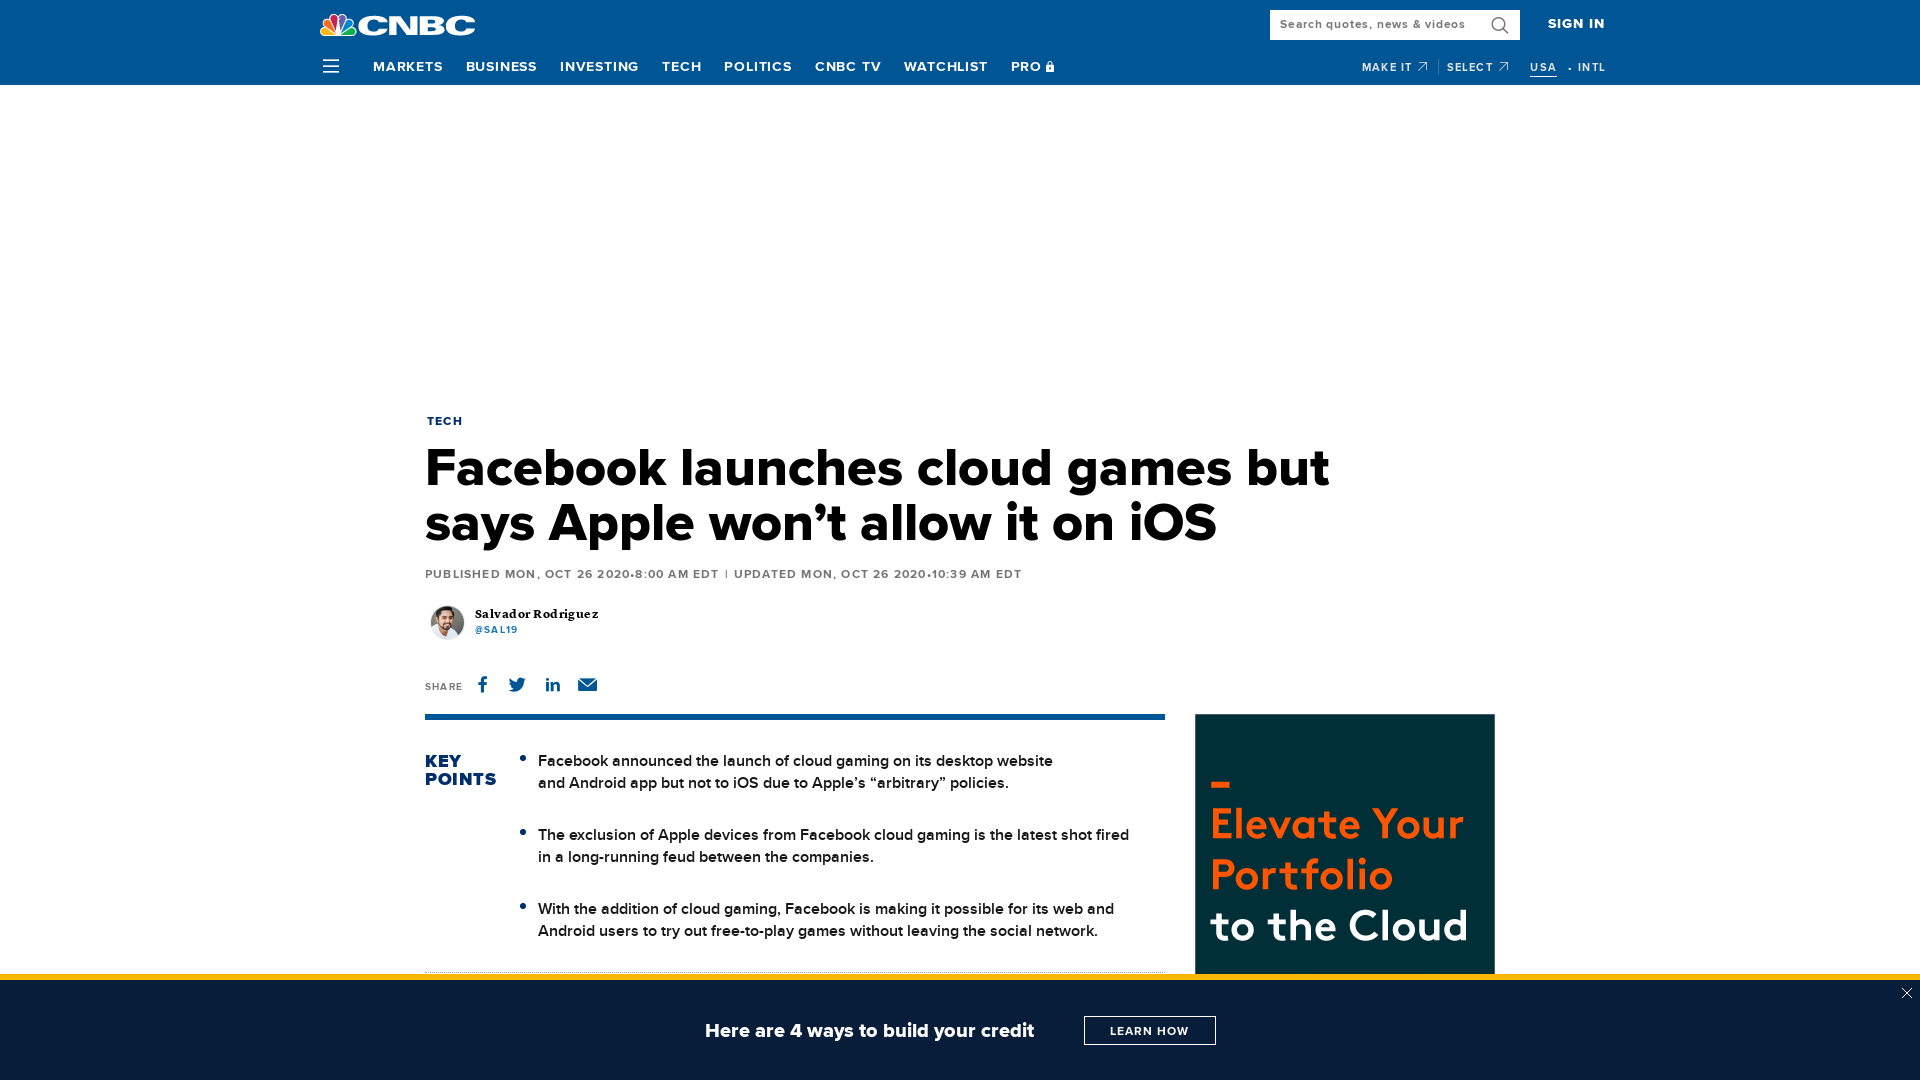 CNBC
Search quotes, news & videos
SIGN IN
MARKETS BUSINESS INVESTING TECH POLITICS CNBC TV WATCHLIST PRO
MAKE IT SELECT USA • INTL
TECH
Facebook launches cloud games but
says Apple won’t allow it on iOS
PUBLISHED MON, OCT 26 2020•8:00 AM EDT | UPDATED MON, OCT 26 2020•10:39 AM EDT
Salvador Rodriguez
@SAL19
SHARE
KEY
POINTS
Facebook announced the launch of cloud gaming on its desktop website
and Android app but not to iOS due to Apple’s “arbitrary” policies.
The exclusion of Apple devices from Facebook cloud gaming is the latest shot fired
in a long-running feud between the companies.
With the addition of cloud gaming, Facebook is making it possible for its web and
Android users to try out free-to-play games without leaving the social network.
Elevate Your
Portfolio
to the Cloud
Here are 4 ways to build your credit
LEARN HOW